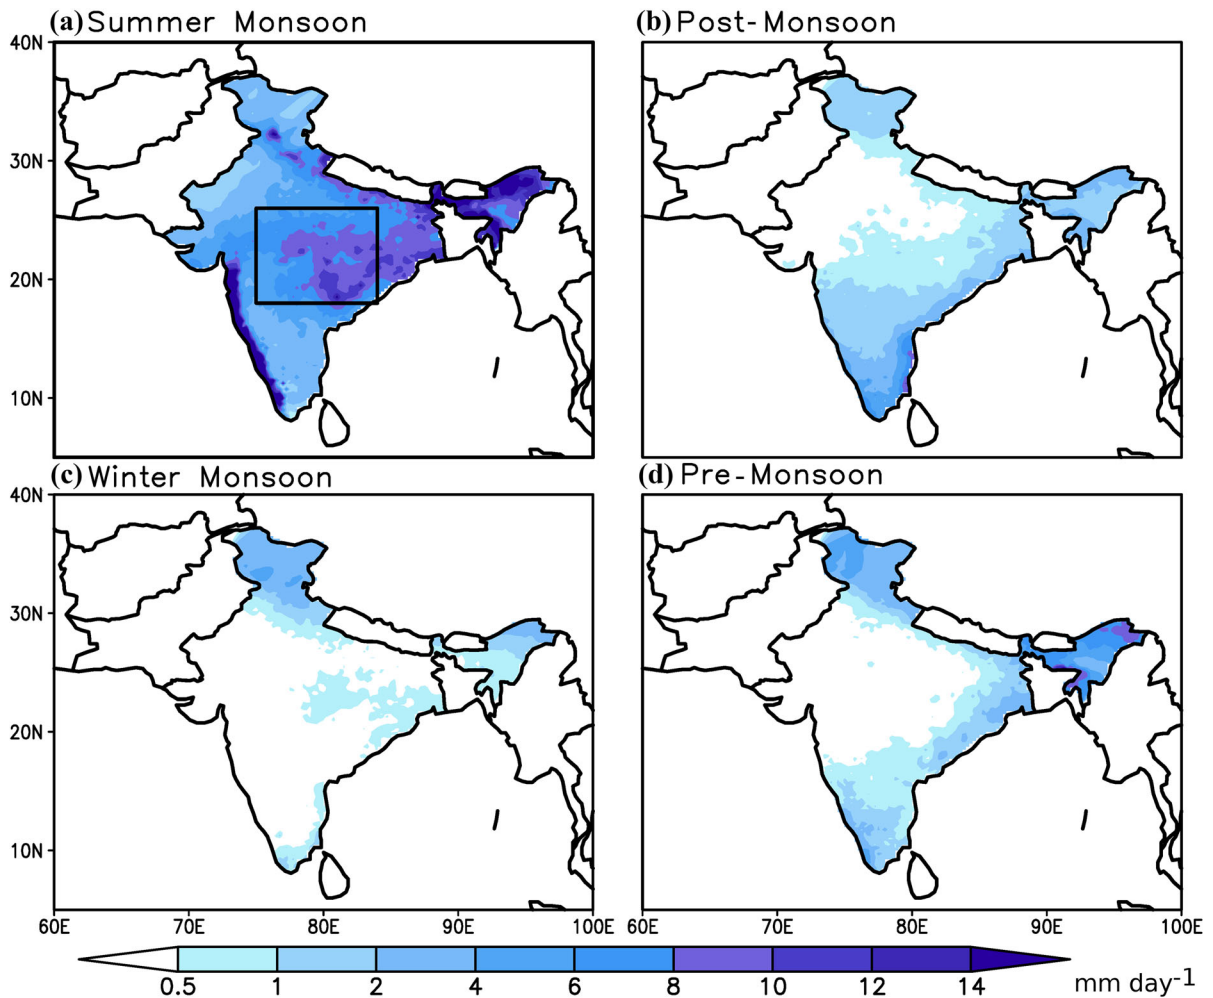 (a) Summer Monsoon
(b) Post-Monsoon
40N
30N
20N
10N
(c) Winter Monsoon
(d) Pre-Monsoon
40N
30N
20N
10N
60E 70E 80E 90E 100E
60E 70E 80E 90E 100E
0.5 1 2 4 6 8 10 12 14 mm day-1